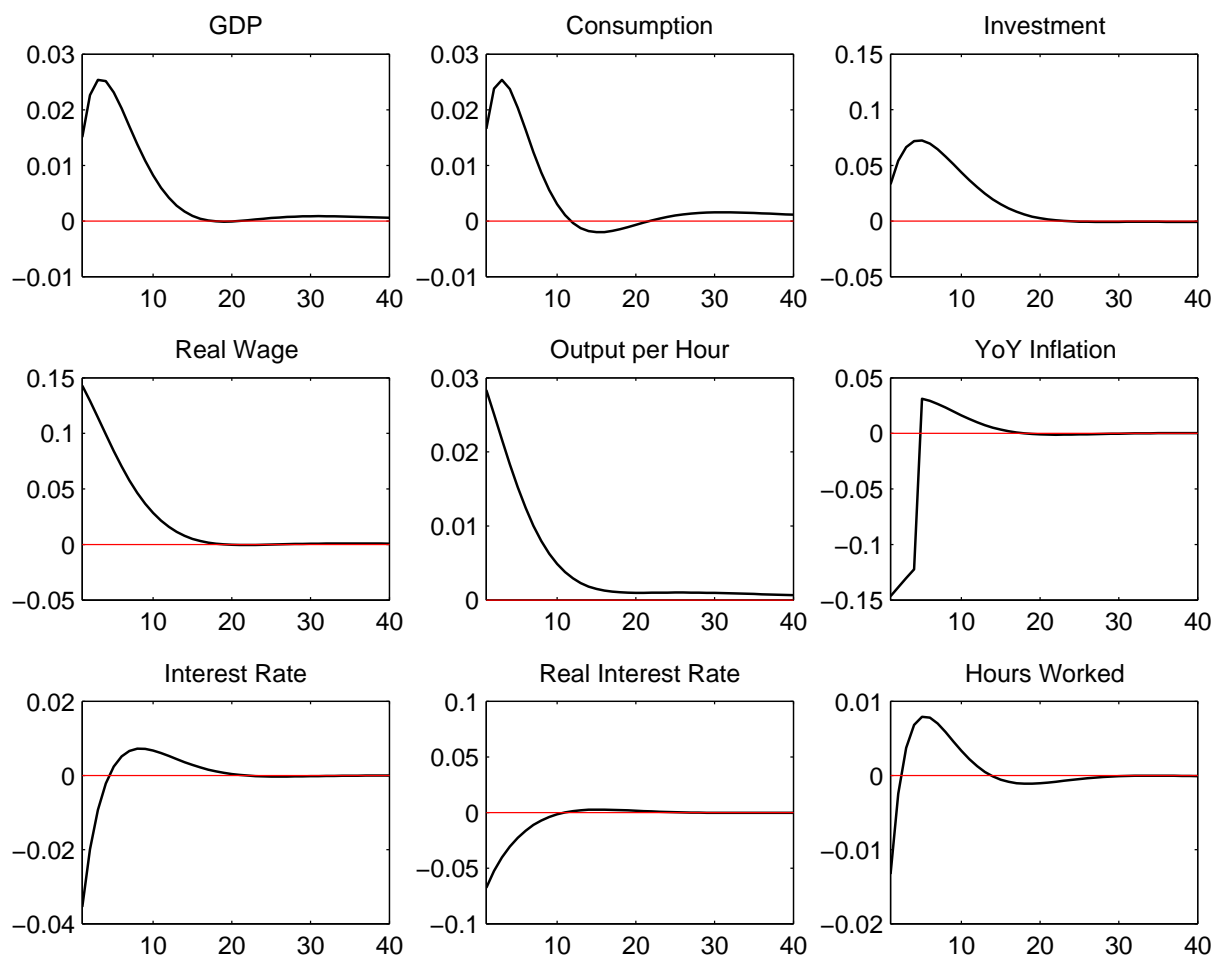 GDP
0.03
0.02
0.01
0
−0.01
10 20 30 40
Consumption
0.03
0.02
0.01
0
−0.01
10 20 30 40
Investment
0.15
0.1
0.05
0
−0.05
10 20 30 40
Real Wage
0.15
0.1
0.05
0
−0.05
10 20 30 40
Output per Hour
0.03
0.02
0.01
0
10 20 30 40
YoY Inflation
0.05
0
−0.05
−0.1
−0.15
10 20 30 40
Interest Rate
0.02
0
−0.02
−0.04
10 20 30 40
Real Interest Rate
0.1
0.05
0
−0.05
−0.1
10 20 30 40
Hours Worked
0.01
0
−0.01
−0.02
10 20 30 40